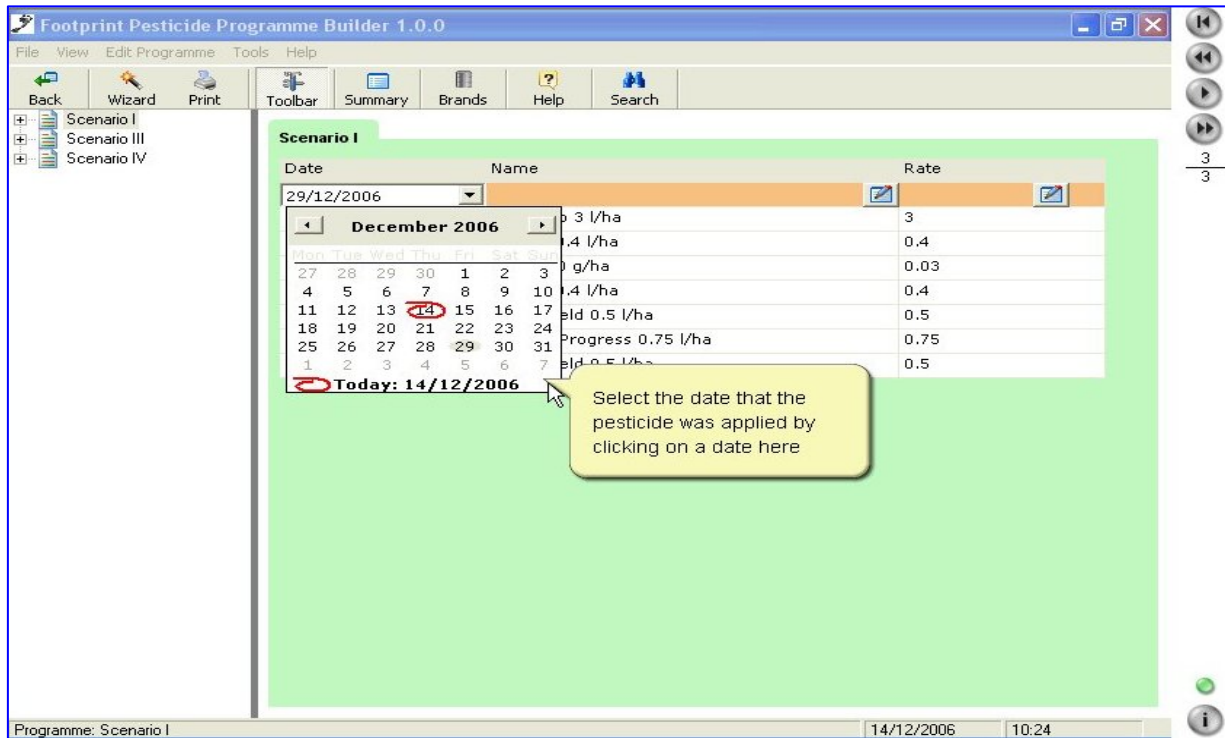 Footprint Pesticide Programme Builder 1.0.0
File View Edit Programme Tools Help
Back Wizard Print Toolbar Summary Brands Help Search
Scenario I
Scenario III
Scenario IV
Scenario I
Date Name Rate
29/12/2006
3 l/ha 3
.4 l/ha 0.4
g/ha 0.03
.4 l/ha 0.4
eld 0.5 l/ha 0.5
Progress 0.75 l/ha 0.75
eld 0.5 l/ha 0.5
December 2006
Mon Tue Wed Thu Fri Sat Sun
27 28 29 30 1 2 3
4 5 6 7 8 9 10
11 12 13 14 15 16 17
18 19 20 21 22 23 24
25 26 27 28 29 30 31
1 2 3 4 5 6 7
Today: 14/12/2006
Select the date that the
pesticide was applied by
clicking on a date here
3
3
Programme: Scenario I 14/12/2006 10:24